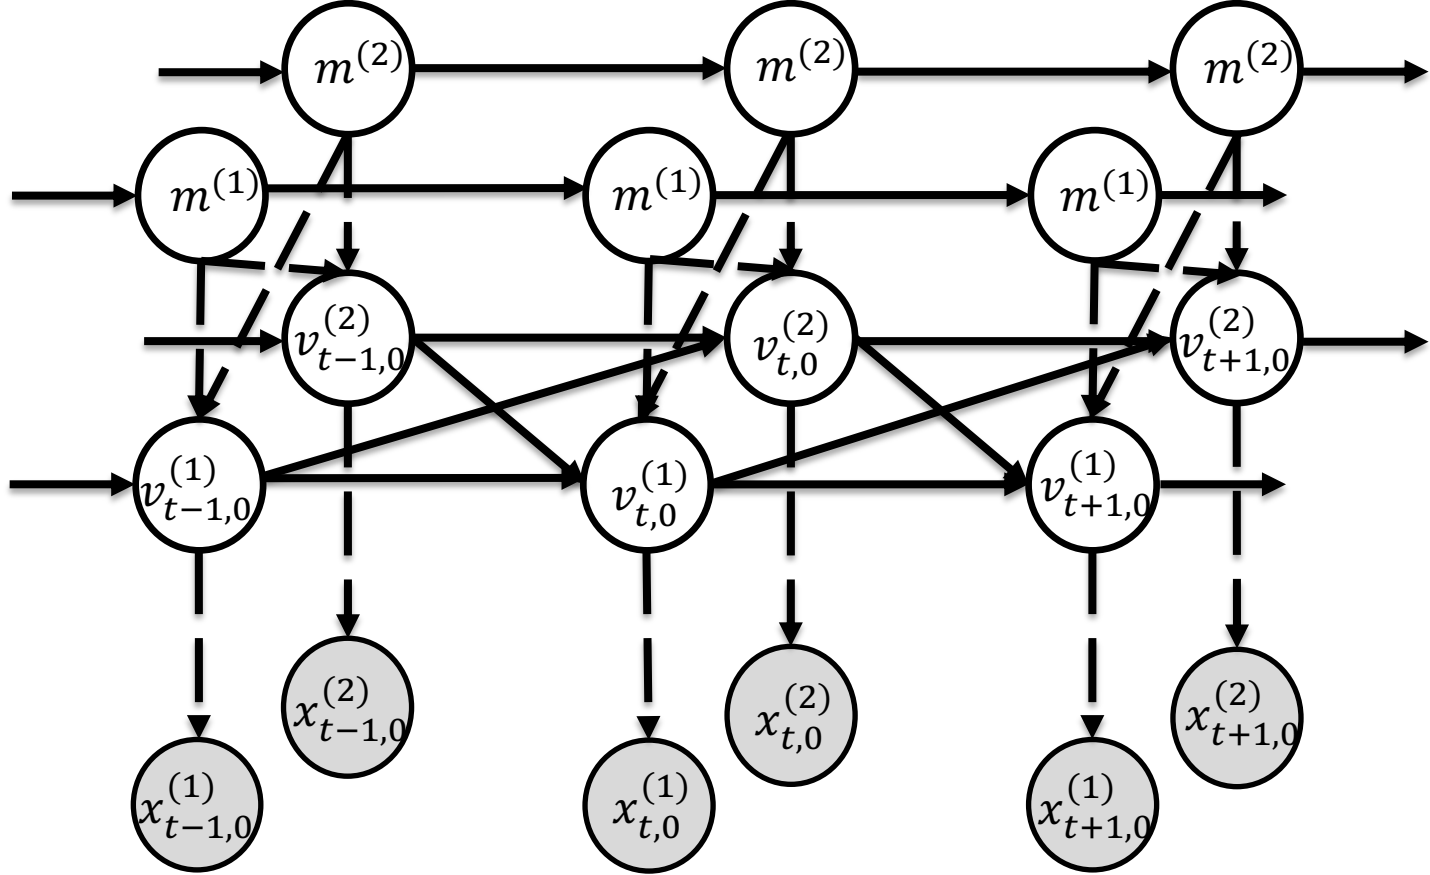 m^(2) m^(2) m^(2)
m^(1) m^(1) m^(1)
v_{t−1,0}^(2) v_{t,0}^(2) v_{t+1,0}^(2)
v_{t−1,0}^(1) v_{t,0}^(1) v_{t+1,0}^(1)
x_{t−1,0}^(2) x_{t,0}^(2) x_{t+1,0}^(2)
x_{t−1,0}^(1) x_{t,0}^(1) x_{t+1,0}^(1)